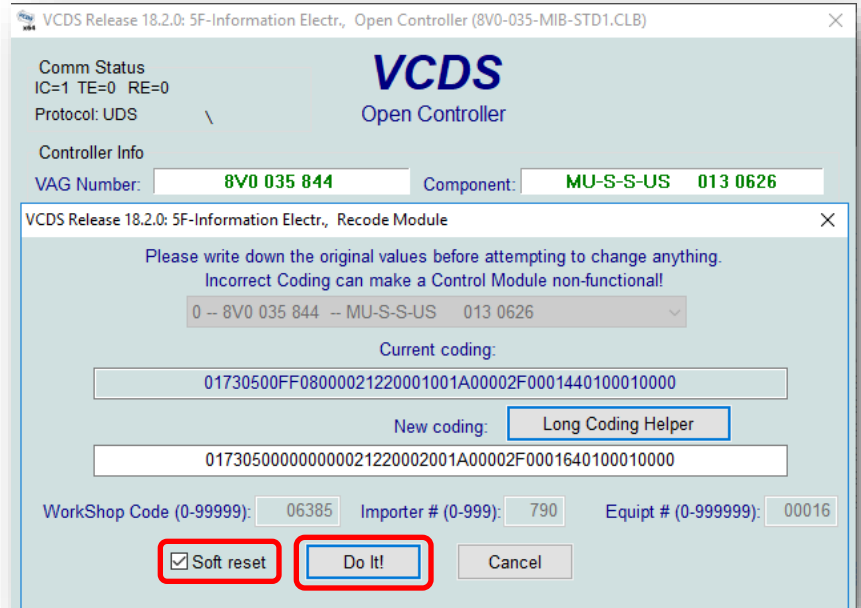 VCDS Release 18.2.0: 5F-Information Electr., Open Controller (8V0-035-MIB-STD1.CLB)
Comm Status
IC=1 TE=0 RE=0
Protocol: UDS \
VCDS
Open Controller
Controller Info
VAG Number: 8V0 035 844 Component: MU-S-S-US 013 0626
VCDS Release 18.2.0: 5F-Information Electr., Recode Module
Please write down the original values before attempting to change anything.
Incorrect Coding can make a Control Module non-functional!
0 -- 8V0 035 844 -- MU-S-S-US 013 0626
Current coding:
01730500FF08000021220001001A00002F0001440100010000
New coding: Long Coding Helper
017305000000000021220002001A00002F0001640100010000
WorkShop Code (0-99999): 06385 Importer # (0-999): 790 Equipt # (0-999999): 00016
Soft reset Do It! Cancel